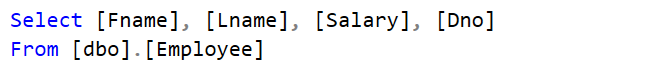 Select [Fname], [Lname], [Salary], [Dno]
From [dbo].[Employee]